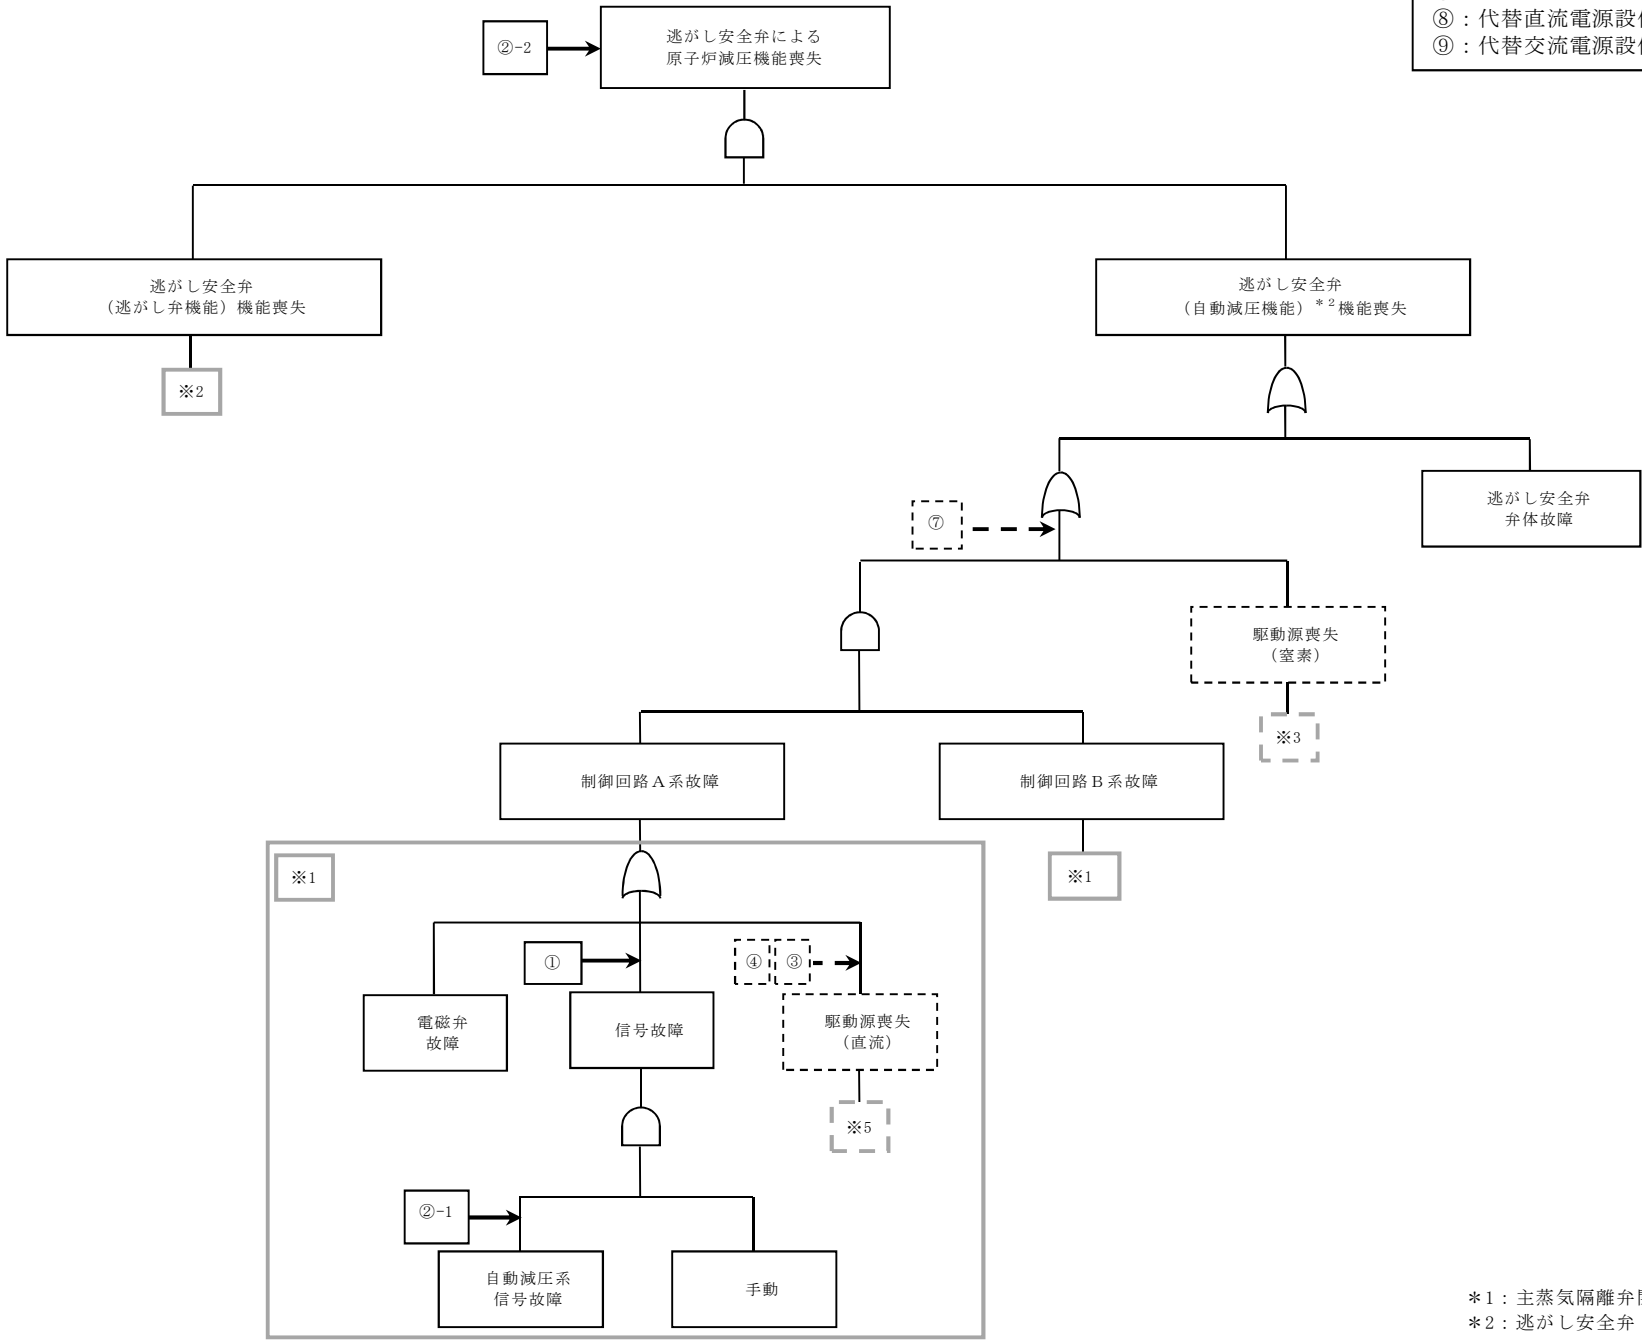 ⑧：代替直流電源設
⑨：代替交流電源設
②-2
逃がし安全弁による
原子炉減圧機能喪失
逃がし安全弁
（逃がし弁機能）機能喪失
逃がし安全弁
（自動減圧機能）＊２機能喪失
※2
逃がし安全弁
弁体故障
⑦
駆動源喪失
（窒素）
※3
制御回路Ａ系故障
制御回路Ｂ系故障
※1
※1
①
④
③
電磁弁
故障
信号故障
駆動源喪失
（直流）
※5
②-1
自動減圧系
信号故障
手動
＊1：主蒸気隔離弁
＊2：逃がし安全弁